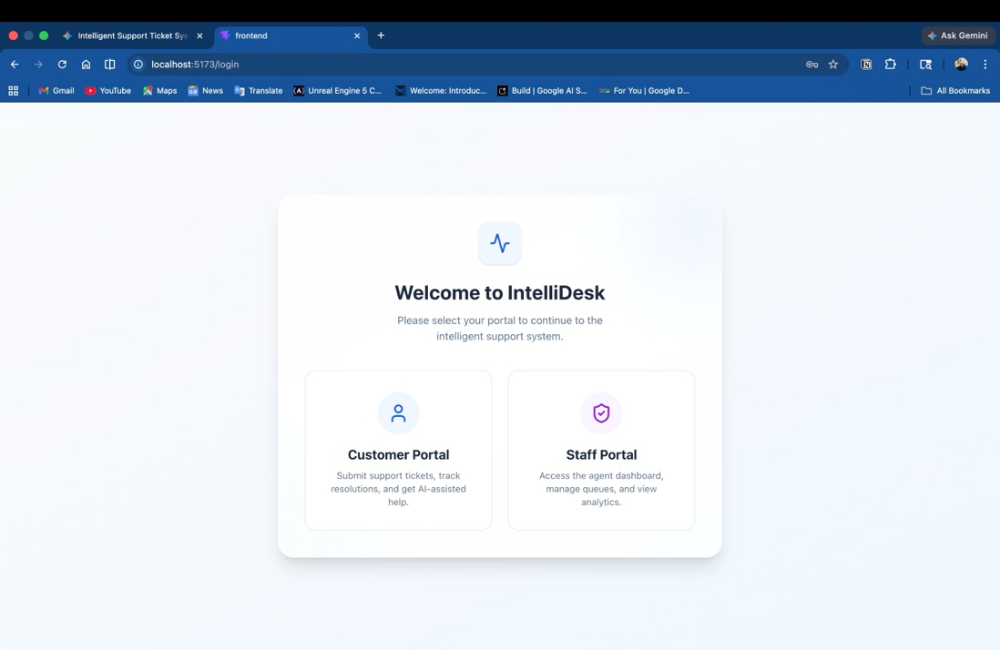 Intelligent Support Ticket Sys
frontend
Ask Gemini
localhost:5173/login
Gmail
YouTube
Maps
News
Translate
Unreal Engine 5 C...
Welcome: Introduc...
Build | Google AI S...
For You | Google D...
All Bookmarks
Welcome to IntelliDesk
Please select your portal to continue to the
intelligent support system.
Customer Portal
Submit support tickets, track
resolutions, and get AI-assisted
help.
Staff Portal
Access the agent dashboard,
manage queues, and view
analytics.